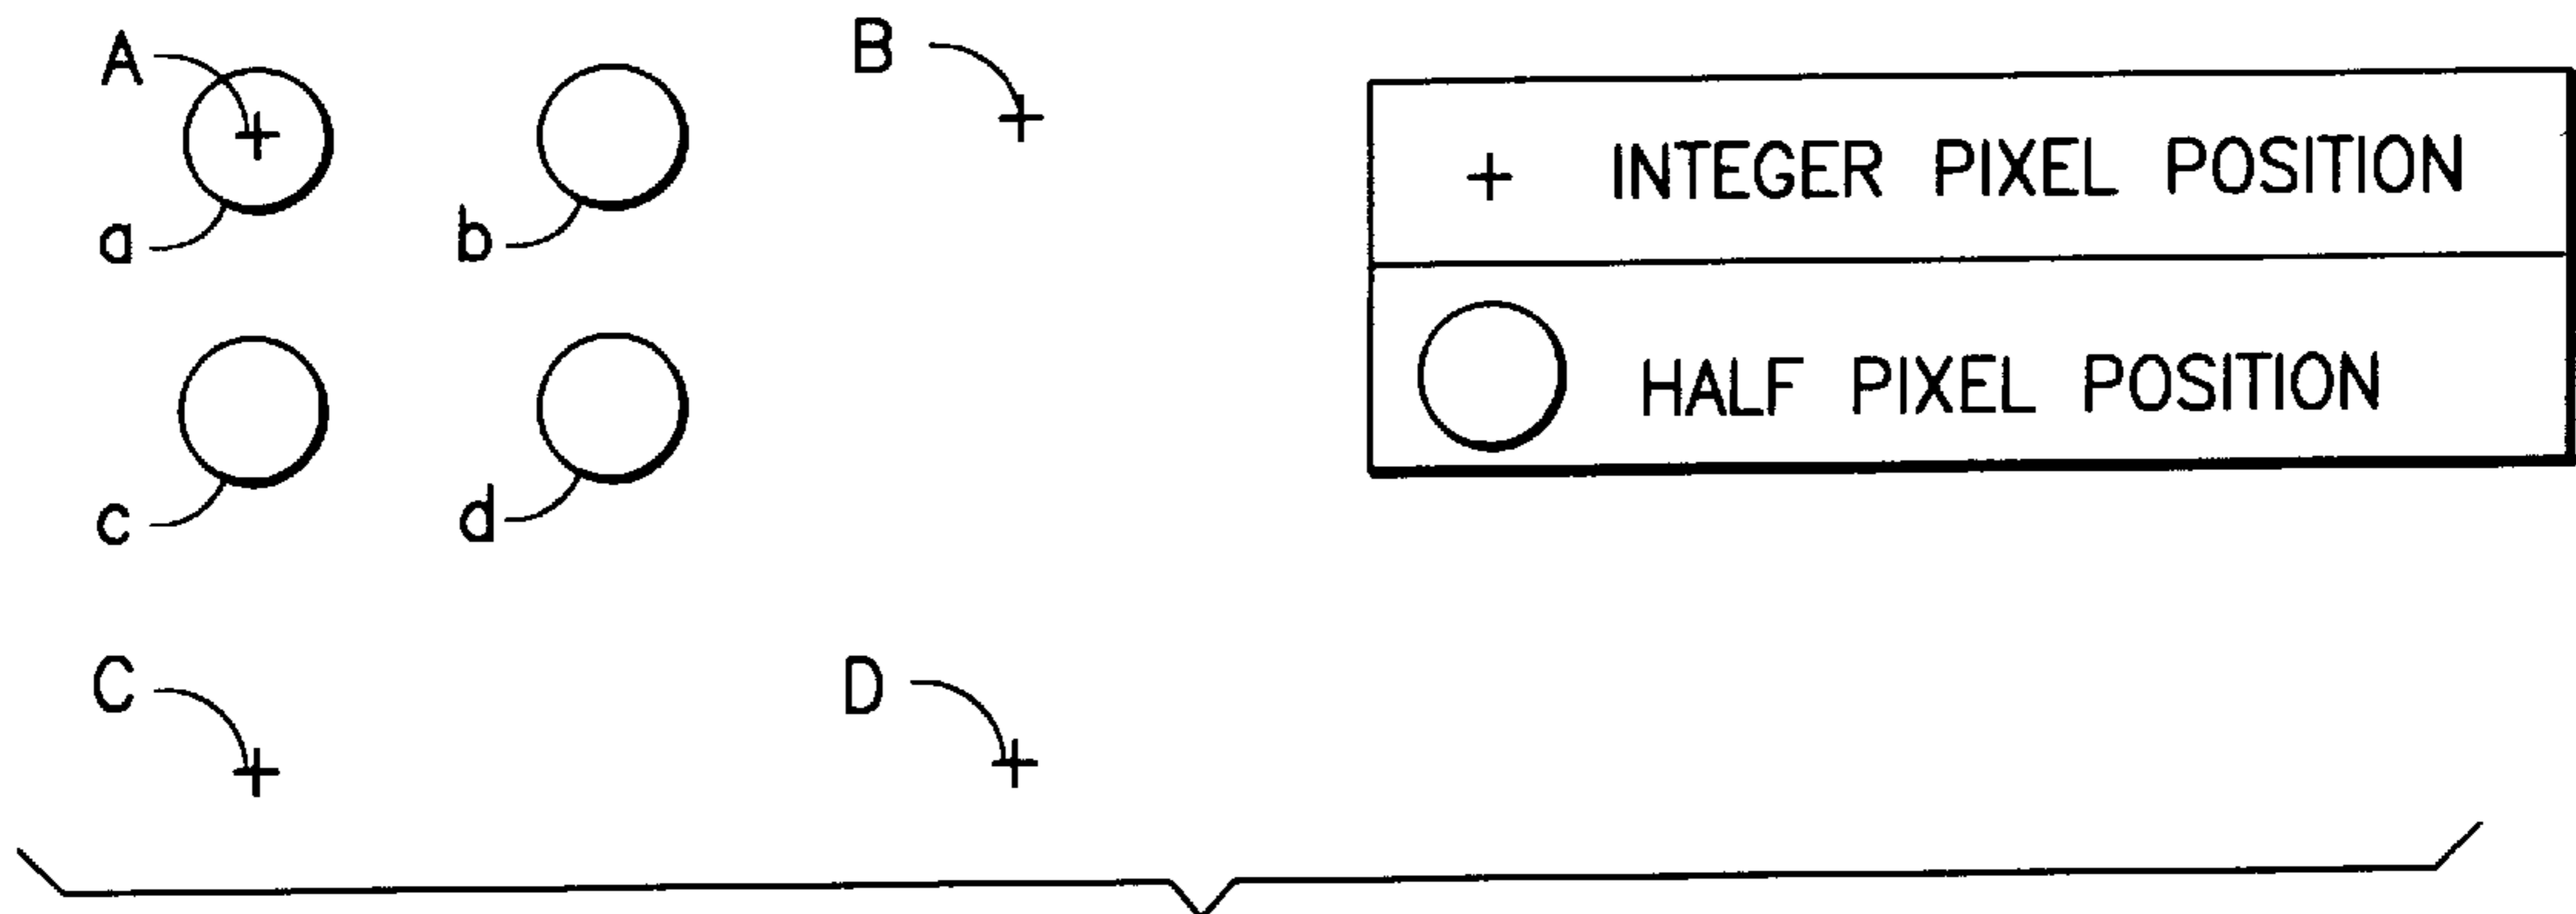 A B
a b
c d
C D
+ INTEGER PIXEL POSITION
HALF PIXEL POSITION